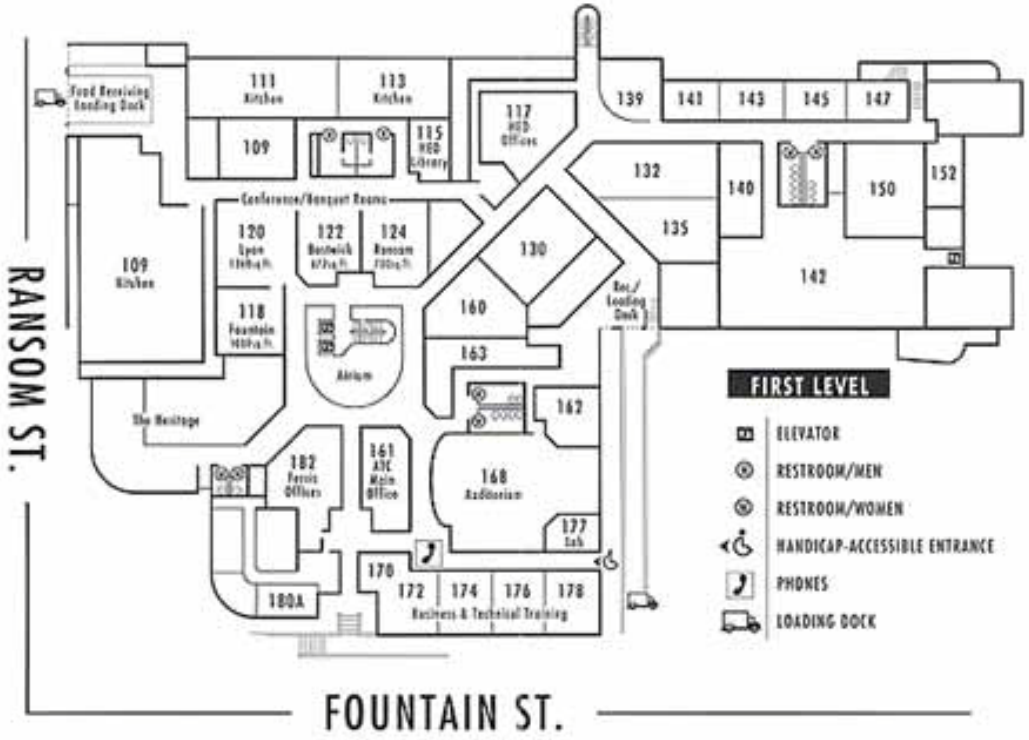 RANSOM ST.
Food Receiving
Loading Dock
111
Kitchen
113
Kitchen
109
115
HED
Library
117
HED
Offices
139
141
143
145
147
132
135
140
150
152
142
Conference/Banquet Rooms
120
Lyon
122
Bostwick
124
Ransom
118
Fountain
109
Kitchen
130
160
163
Rec./
Loading
Dock
Atrium
The Heritage
182
Ferris
Offices
161
ATC
Main
Office
162
168
Auditorium
177
Lab
180A
170
172
174
176
178
Business & Technical Training
FIRST LEVEL
ELEVATOR
RESTROOM/MEN
RESTROOM/WOMEN
HANDICAP-ACCESSIBLE ENTRANCE
PHONES
LOADING DOCK
FOUNTAIN ST.